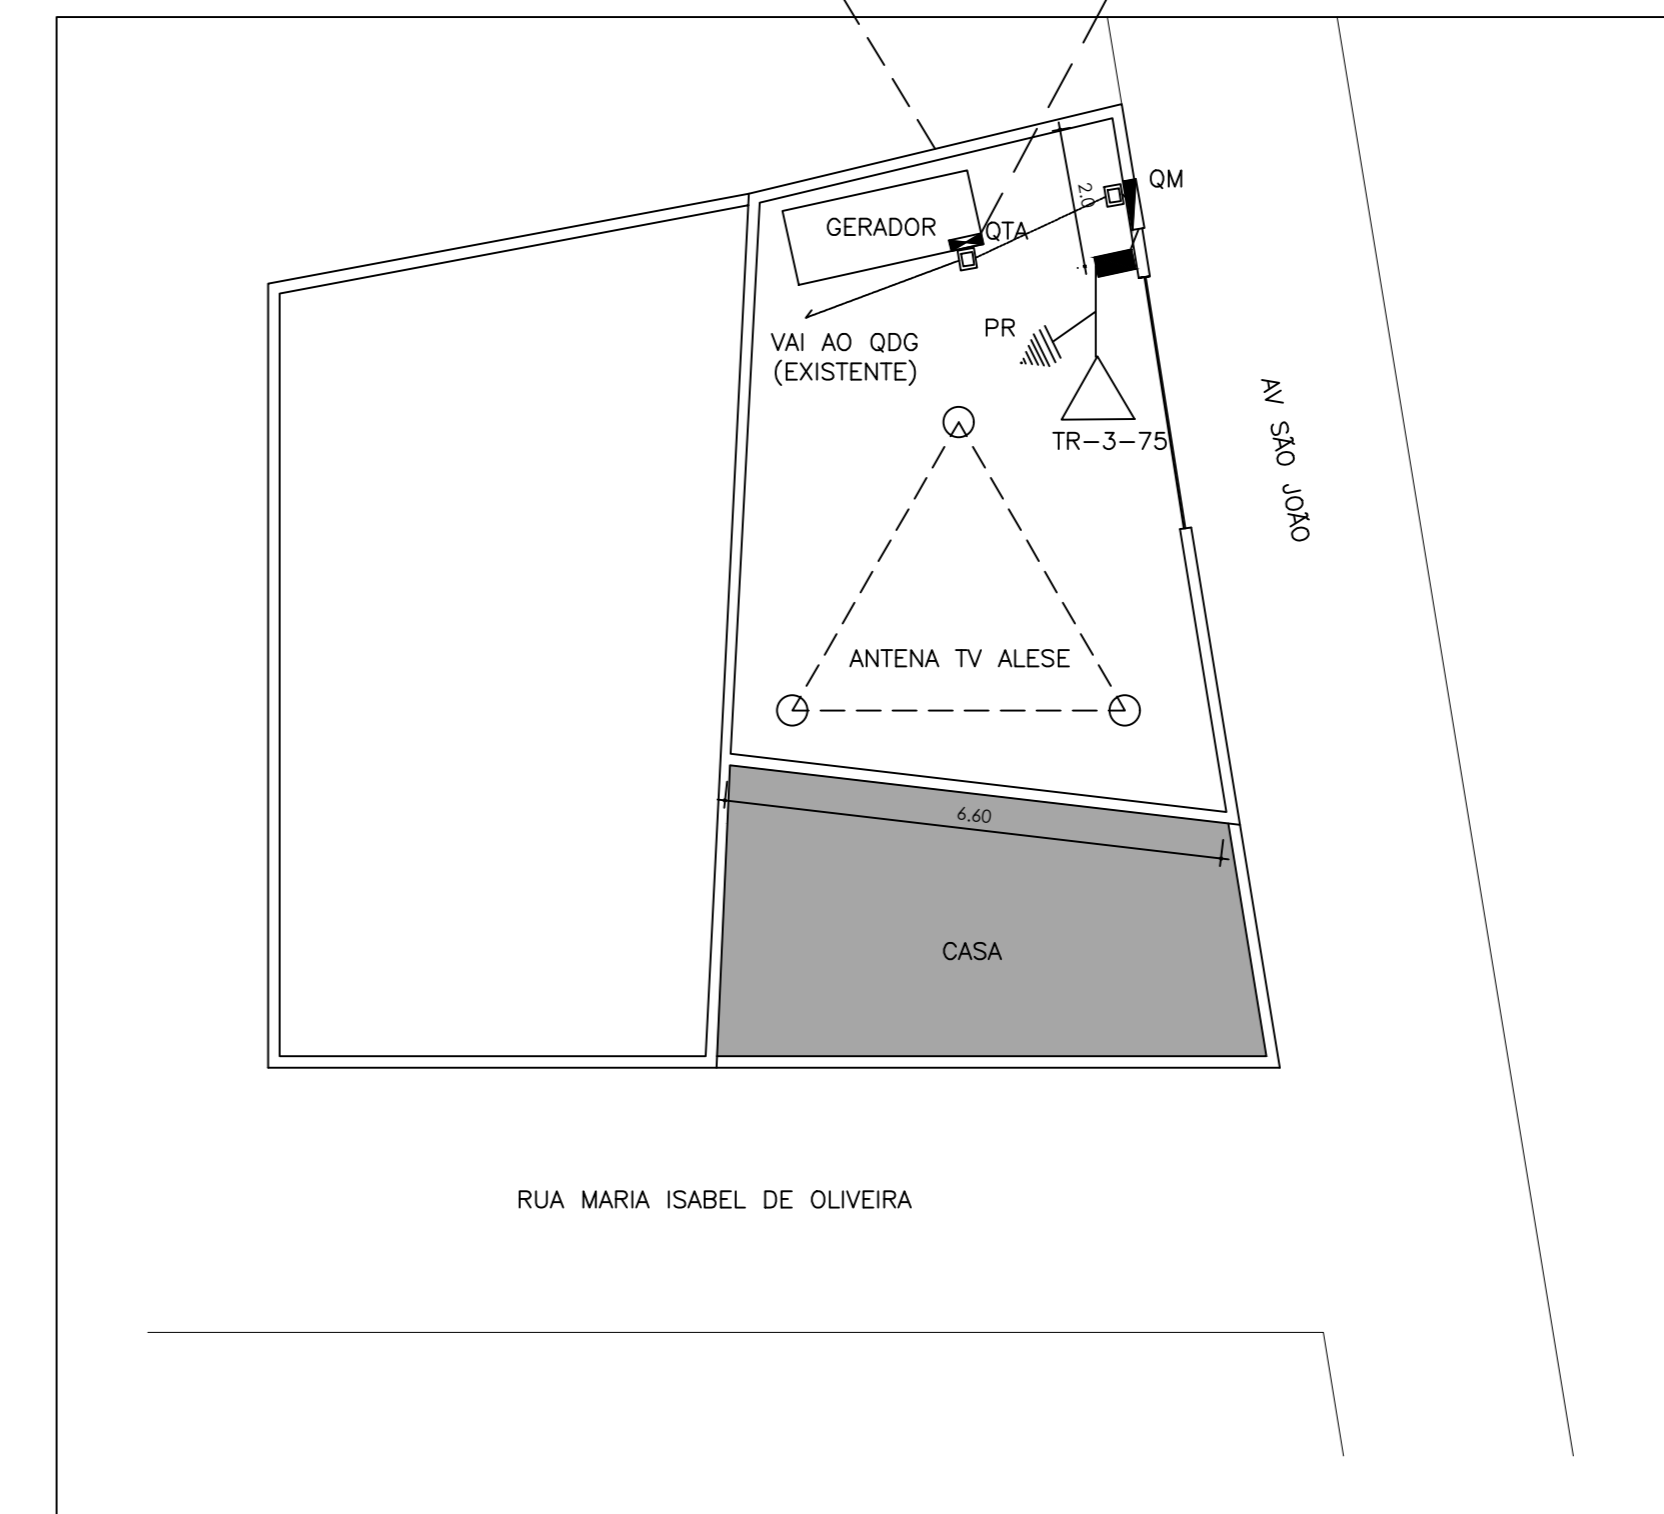 QM
2.0
GERADOR
QTA
PR
VAI AO QDG
(EXISTENTE)
TR-3-75
AV SÃO JOÃO
ANTENA TV ALESE
6.60
CASA
RUA MARIA ISABEL DE OLIVEIRA